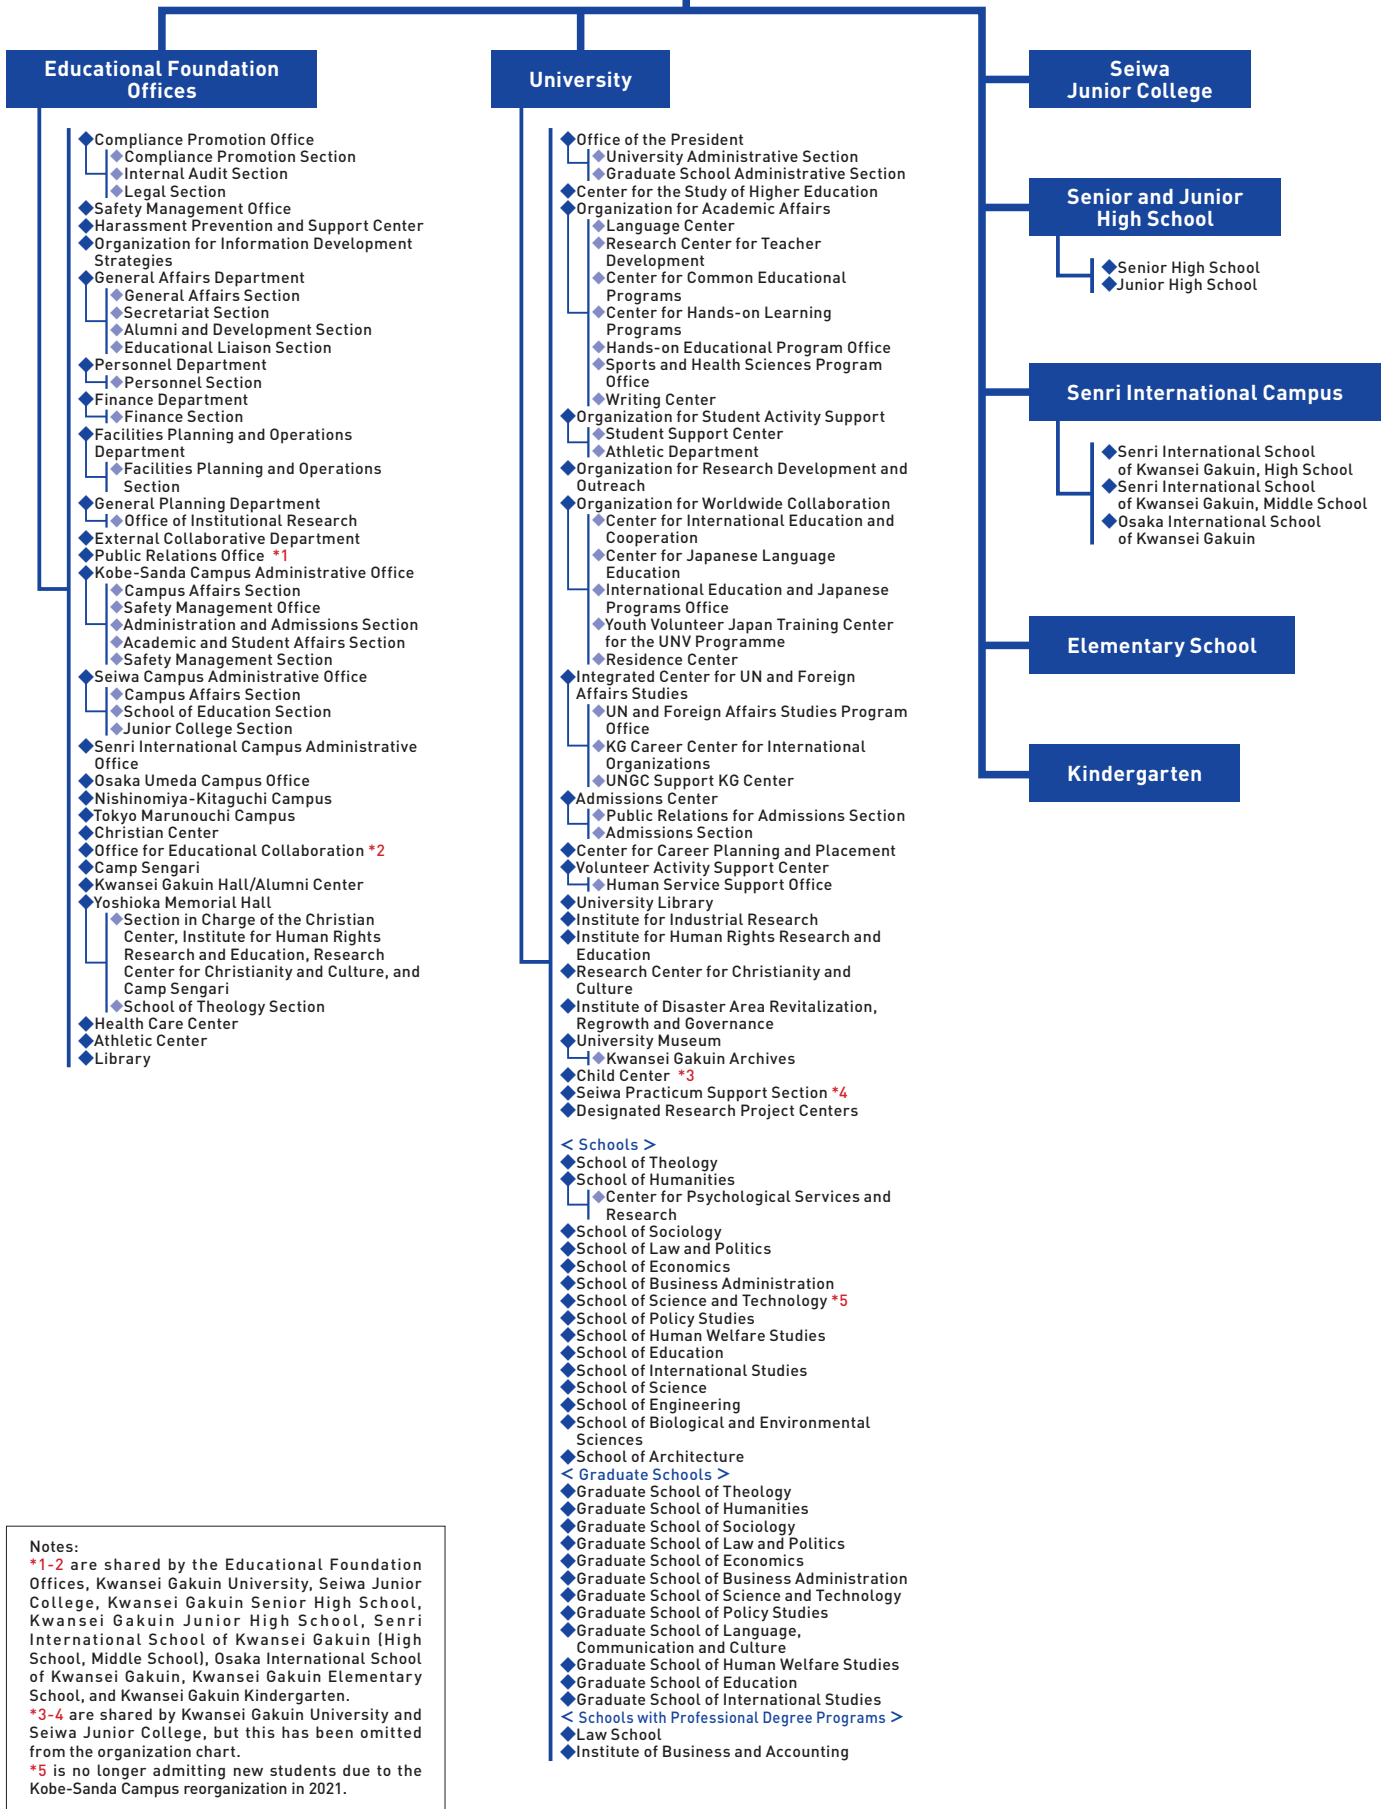 Educational Foundation
Offices
Compliance Promotion Office
Compliance Promotion Section
Internal Audit Section
Legal Section
Safety Management Office
Harassment Prevention and Support Center
Organization for Information Development
Strategies
General Affairs Department
General Affairs Section
Secretariat Section
Alumni and Development Section
Educational Liaison Section
Personnel Department
Personnel Section
Finance Department
Finance Section
Facilities Planning and Operations
Department
Facilities Planning and Operations
Section
General Planning Department
Office of Institutional Research
External Collaborative Department
Public Relations Office *1
Kobe-Sanda Campus Administrative Office
Campus Affairs Section
Safety Management Office
Administration and Admissions Section
Academic and Student Affairs Section
Safety Management Section
Seiwa Campus Administrative Office
Campus Affairs Section
School of Education Section
Junior College Section
Senri International Campus Administrative
Office
Osaka Umeda Campus Office
Nishinomiya-Kitaguchi Campus
Tokyo Marunouchi Campus
Christian Center
Office for Educational Collaboration *2
Camp Sengari
Kwansei Gakuin Hall/Alumni Center
Yoshioka Memorial Hall
Section in Charge of the Christian
Center, Institute for Human Rights
Research and Education, Research
Center for Christianity and Culture, and
Camp Sengari
School of Theology Section
Health Care Center
Athletic Center
Library
University
Office of the President
University Administrative Section
Graduate School Administrative Section
Center for the Study of Higher Education
Organization for Academic Affairs
Language Center
Research Center for Teacher
Development
Center for Common Educational
Programs
Center for Hands-on Learning
Programs
Hands-on Educational Program Office
Sports and Health Sciences Program
Office
Writing Center
Organization for Student Activity Support
Student Support Center
Athletic Department
Organization for Research Development and
Outreach
Organization for Worldwide Collaboration
Center for International Education and
Cooperation
Center for Japanese Language
Education
International Education and Japanese
Programs Office
Youth Volunteer Japan Training Center
for the UNV Programme
Residence Center
Integrated Center for UN and Foreign
Affairs Studies
UN and Foreign Affairs Studies Program
Office
KG Career Center for International
Organizations
UNGC Support KG Center
Admissions Center
Public Relations for Admissions Section
Admissions Section
Center for Career Planning and Placement
Volunteer Activity Support Center
Human Service Support Office
University Library
Institute for Industrial Research
Institute for Human Rights Research and
Education
Research Center for Christianity and
Culture
Institute of Disaster Area Revitalization,
Regrowth and Governance
University Museum
Kwansei Gakuin Archives
Child Center *3
Seiwa Practicum Support Section *4
Designated Research Project Centers
< Schools >
School of Theology
School of Humanities
Center for Psychological Services and
Research
School of Sociology
School of Law and Politics
School of Economics
School of Business Administration
School of Science and Technology *5
School of Policy Studies
School of Human Welfare Studies
School of Education
School of International Studies
School of Science
School of Engineering
School of Biological and Environmental
Sciences
School of Architecture
< Graduate Schools >
Graduate School of Theology
Graduate School of Humanities
Graduate School of Sociology
Graduate School of Law and Politics
Graduate School of Economics
Graduate School of Business Administration
Graduate School of Science and Technology
Graduate School of Policy Studies
Graduate School of Language,
Communication and Culture
Graduate School of Human Welfare Studies
Graduate School of Education
Graduate School of International Studies
< Schools with Professional Degree Programs >
Law School
Institute of Business and Accounting
Seiwa
Junior College
Senior and Junior
High School
Senior High School
Junior High School
Senri International Campus
Senri International School
of Kwansei Gakuin, High School
Senri International School
of Kwansei Gakuin, Middle School
Osaka International School
of Kwansei Gakuin
Elementary School
Kindergarten
Notes:
*1-2 are shared by the Educational Foundation
Offices, Kwansei Gakuin University, Seiwa Junior
College, Kwansei Gakuin Senior High School,
Kwansei Gakuin Junior High School, Senri
International School of Kwansei Gakuin (High
School, Middle School), Osaka International School
of Kwansei Gakuin, Kwansei Gakuin Elementary
School, and Kwansei Gakuin Kindergarten.
*3-4 are shared by Kwansei Gakuin University and
Seiwa Junior College, but this has been omitted
from the organization chart.
*5 is no longer admitting new students due to the
Kobe-Sanda Campus reorganization in 2021.